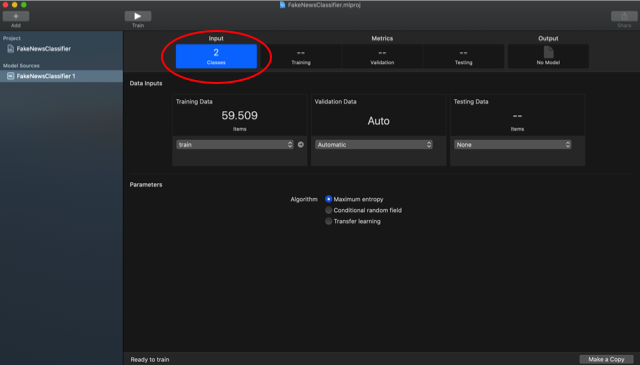 FakeNewsClassifier.mlproj
Add
Train
Share
Project
FakeNewsClassifier
Model Sources
FakeNewsClassifier 1
Input
Metrics
Output
2
Classes
--
Training
--
Validation
--
Testing
No Model
Data Inputs
Training Data
59.509
Items
train
Validation Data
Auto
Automatic
Testing Data
--
Items
None
Parameters
Algorithm
Maximum entropy
Conditional random field
Transfer learning
Ready to train
Make a Copy